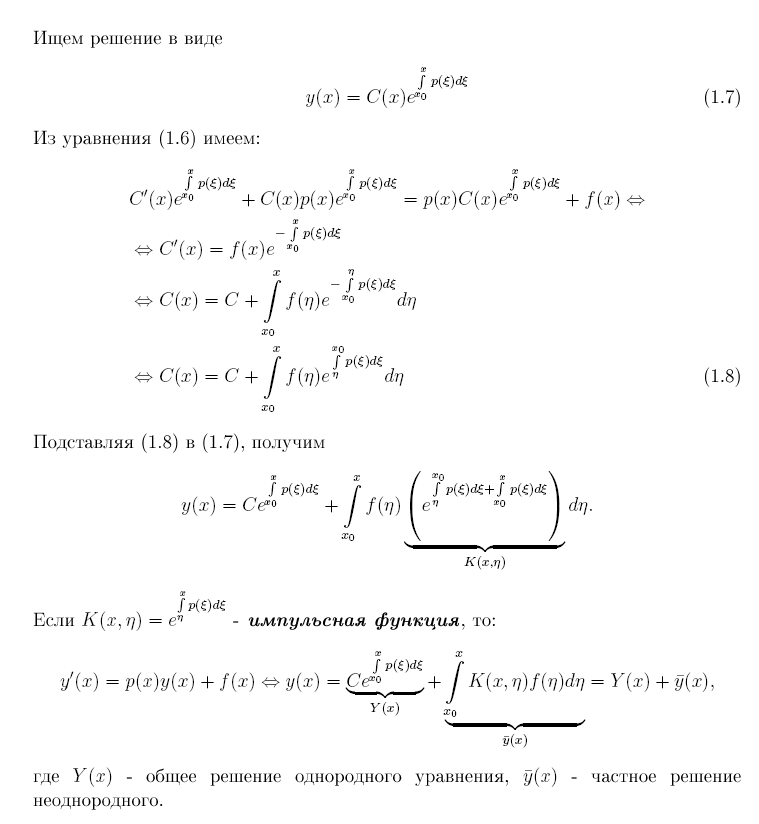 Ищем решение в виде
$$y(x) = C(x)e^{\int\limits_{x_0}^{x} p(\xi)d\xi} \quad (1.7)$$
Из уравнения (1.6) имеем:
$$C'(x)e^{\int\limits_{x_0}^{x} p(\xi)d\xi} + C(x)p(x)e^{\int\limits_{x_0}^{x} p(\xi)d\xi} = p(x)C(x)e^{\int\limits_{x_0}^{x} p(\xi)d\xi} + f(x) \Leftrightarrow$$
$$\Leftrightarrow C'(x) = f(x)e^{-\int\limits_{x_0}^{x} p(\xi)d\xi}$$
$$\Leftrightarrow C(x) = C + \int\limits_{x_0}^{x} f(\eta)e^{-\int\limits_{x_0}^{\eta} p(\xi)d\xi}d\eta$$
$$\Leftrightarrow C(x) = C + \int\limits_{x_0}^{x} f(\eta)e^{\int\limits_{\eta}^{x_0} p(\xi)d\xi}d\eta \quad (1.8)$$
Подставляя (1.8) в (1.7), получим
$$y(x) = Ce^{\int\limits_{x_0}^{x} p(\xi)d\xi} + \int\limits_{x_0}^{x} f(\eta)\underbrace{\left(e^{\int\limits_{\eta}^{x_0} p(\xi)d\xi + \int\limits_{x_0}^{x} p(\xi)d\xi}\right)}_{K(x,\eta)}d\eta.$$
Если $K(x,\eta) = e^{\int\limits_{\eta}^{x} p(\xi)d\xi}$ - импульсная функция, то:
$$y'(x) = p(x)y(x) + f(x) \Leftrightarrow y(x) = \underbrace{Ce^{\int\limits_{x_0}^{x} p(\xi)d\xi}}_{Y(x)} + \underbrace{\int\limits_{x_0}^{x} K(x,\eta)f(\eta)d\eta}_{\bar{y}(x)} = Y(x) + \bar{y}(x),$$
где $Y(x)$ - общее решение однородного уравнения, $\bar{y}(x)$ - частное решение
неоднородного.